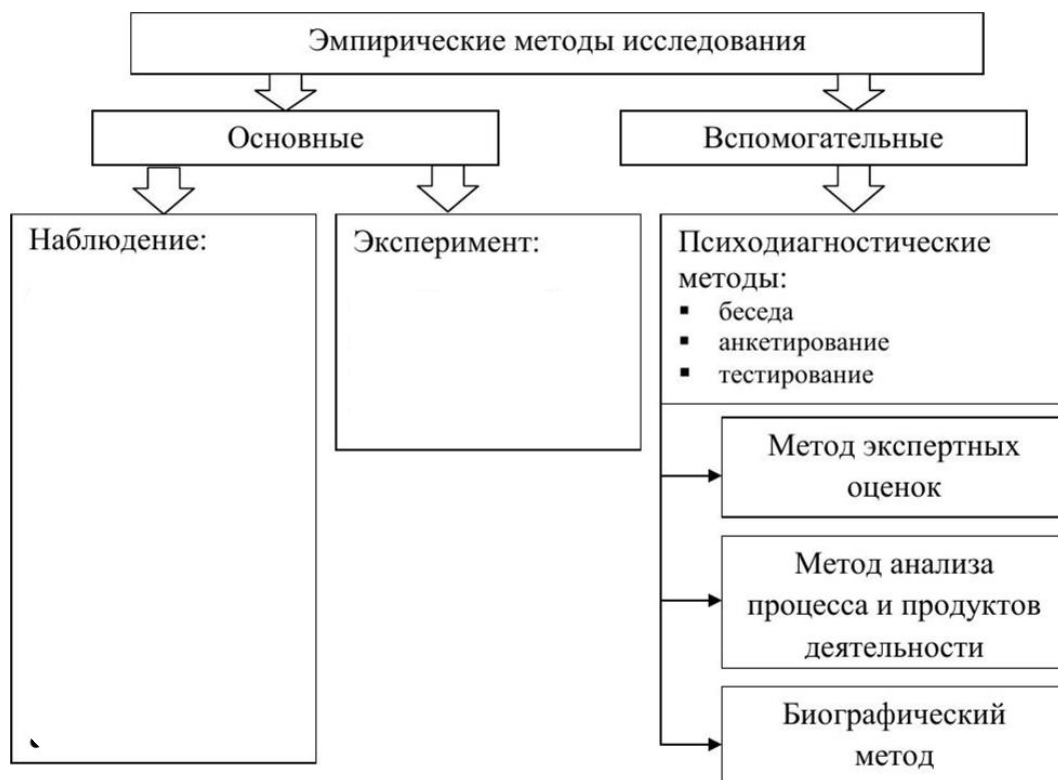 Эмпирические методы исследования
Основные
Вспомогательные
Наблюдение:
Эксперимент:
Психодиагностические
методы:
▪ беседа
▪ анкетирование
▪ тестирование
Метод экспертных
оценок
Метод анализа
процесса и продуктов
деятельности
Биографический
метод